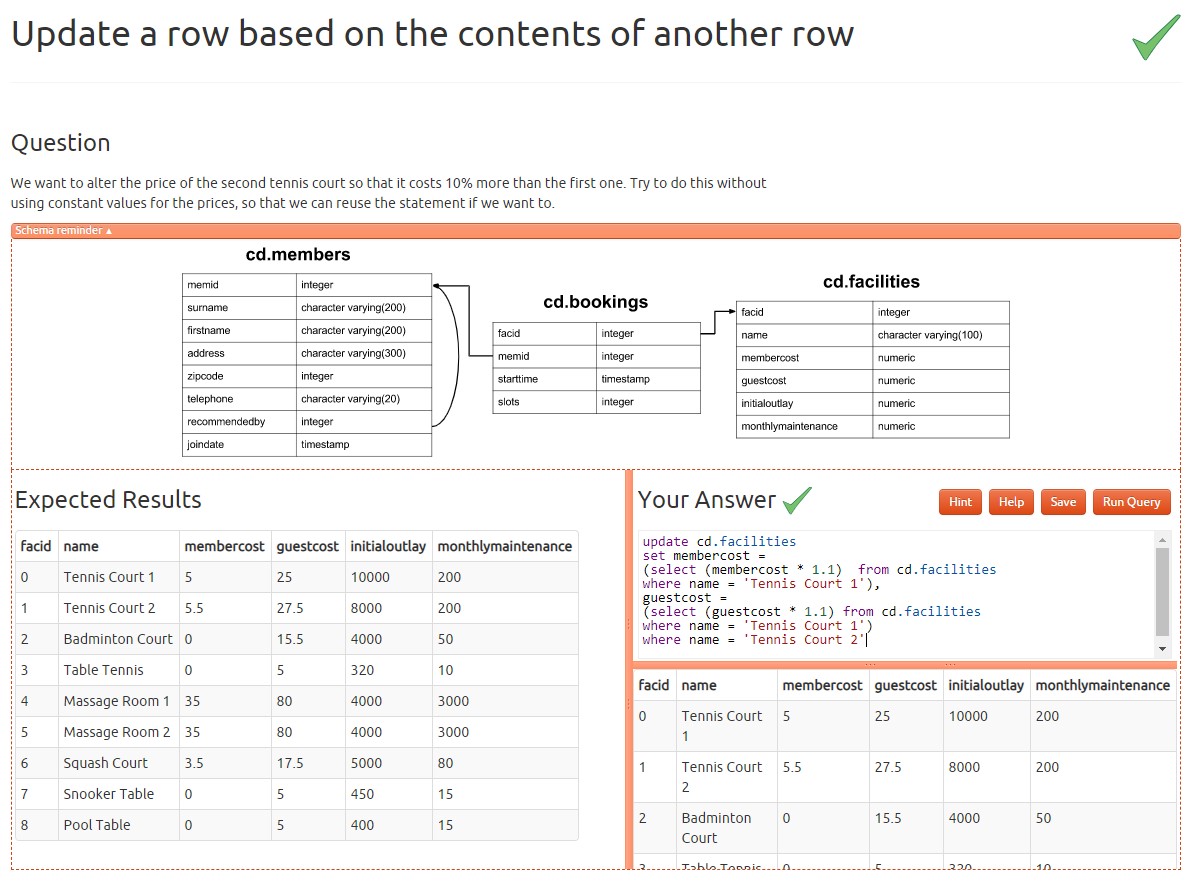 Update a row based on the contents of another row
Question
We want to alter the price of the second tennis court so that it costs 10% more than the first one. Try to do this without
using constant values for the prices, so that we can reuse the statement if we want to.
Schema reminder ▴
cd.members
memid integer
surname character varying(200)
firstname character varying(200)
address character varying(300)
zipcode integer
telephone character varying(20)
recommendedby integer
joindate timestamp
cd.bookings
facid integer
memid integer
starttime timestamp
slots integer
cd.facilities
facid integer
name character varying(100)
membercost numeric
guestcost numeric
initialoutlay numeric
monthlymaintenance numeric
Expected Results
facid name membercost guestcost initialoutlay monthlymaintenance
0 Tennis Court 1 5 25 10000 200
1 Tennis Court 2 5.5 27.5 8000 200
2 Badminton Court 0 15.5 4000 50
3 Table Tennis 0 5 320 10
4 Massage Room 1 35 80 4000 3000
5 Massage Room 2 35 80 4000 3000
6 Squash Court 3.5 17.5 5000 80
7 Snooker Table 0 5 450 15
8 Pool Table 0 5 400 15
Your Answer
Hint Help Save Run Query
update cd.facilities
set membercost =
(select (membercost * 1.1)  from cd.facilities
where name = 'Tennis Court 1'),
guestcost =
(select (guestcost * 1.1) from cd.facilities
where name = 'Tennis Court 1')
where name = 'Tennis Court 2'
facid name membercost guestcost initialoutlay monthlymaintenance
0 Tennis Court 5 25 10000 200
1
1 Tennis Court 5.5 27.5 8000 200
2
2 Badminton 0 15.5 4000 50
Court
3 Table Tennis 0 5 320 10